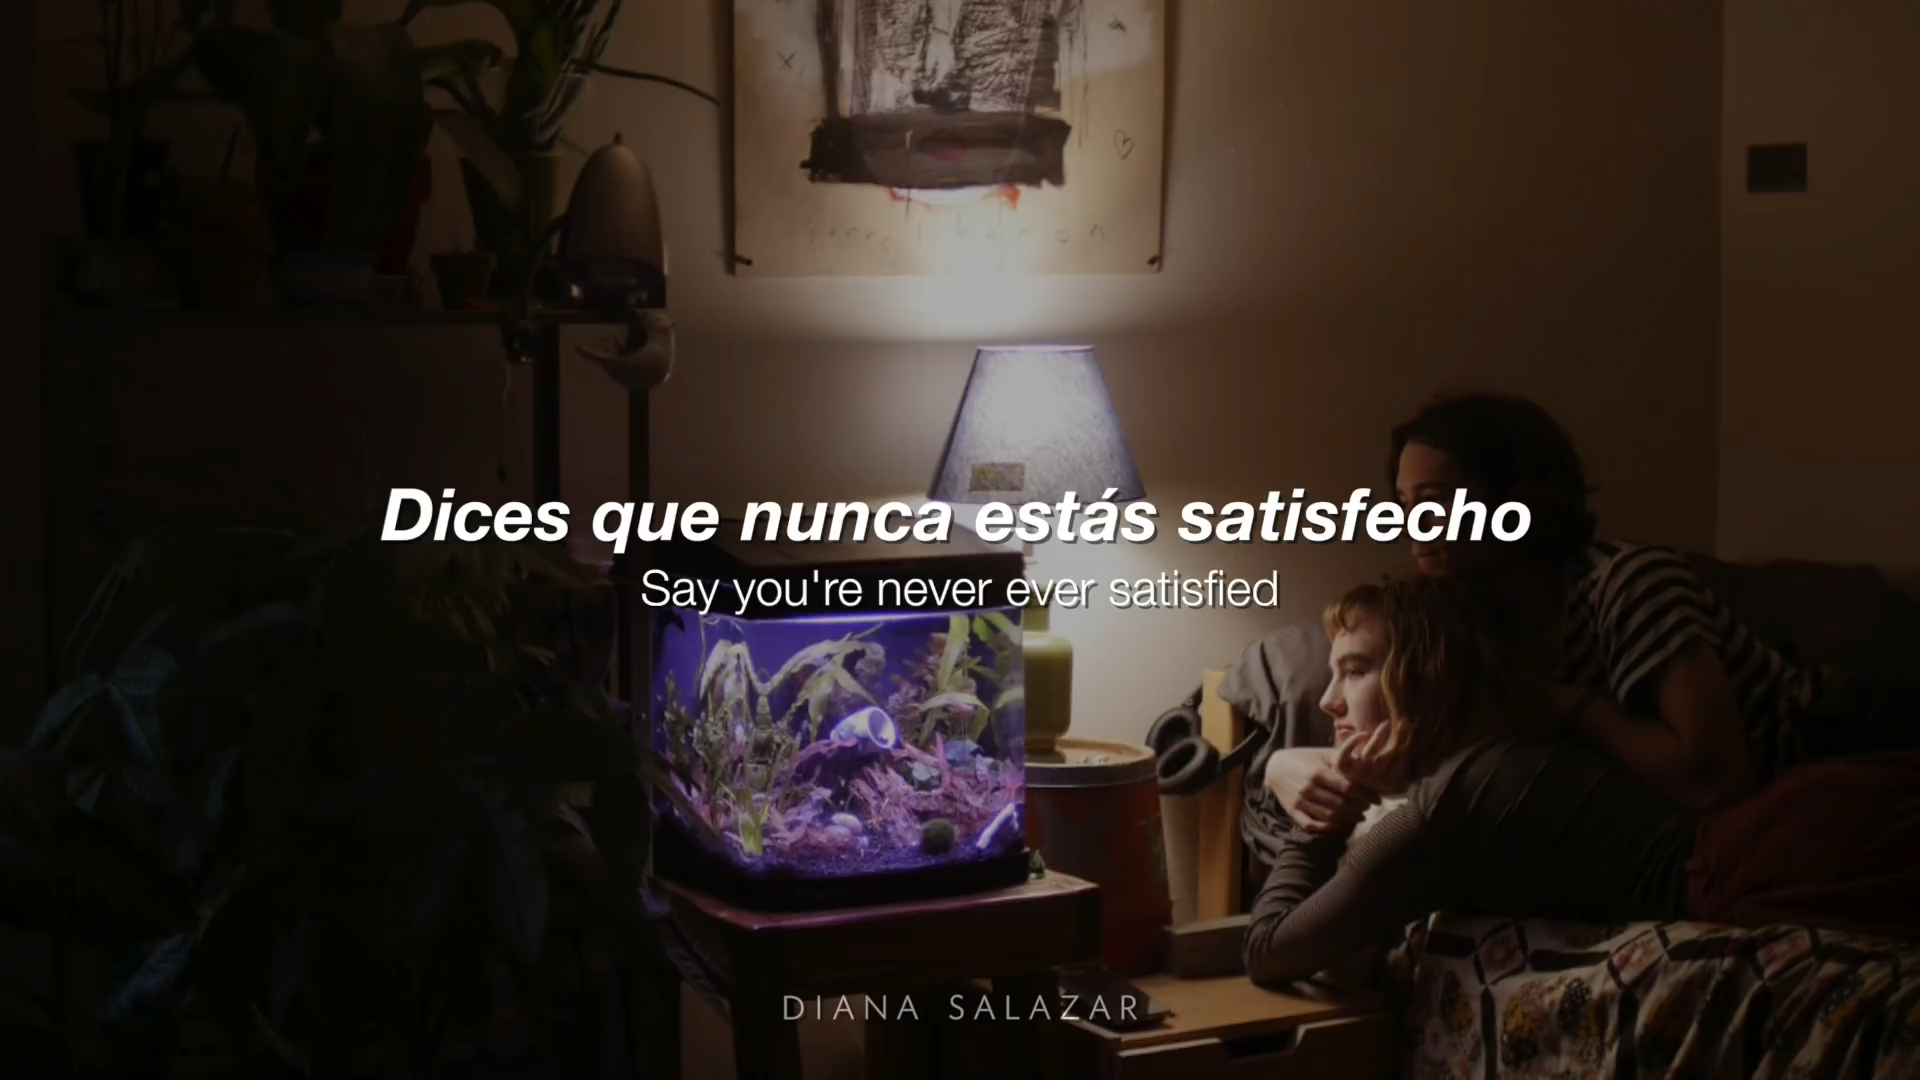 Dices que nunca estás satisfecho
Say you're never ever satisfied
DIANA SALAZAR